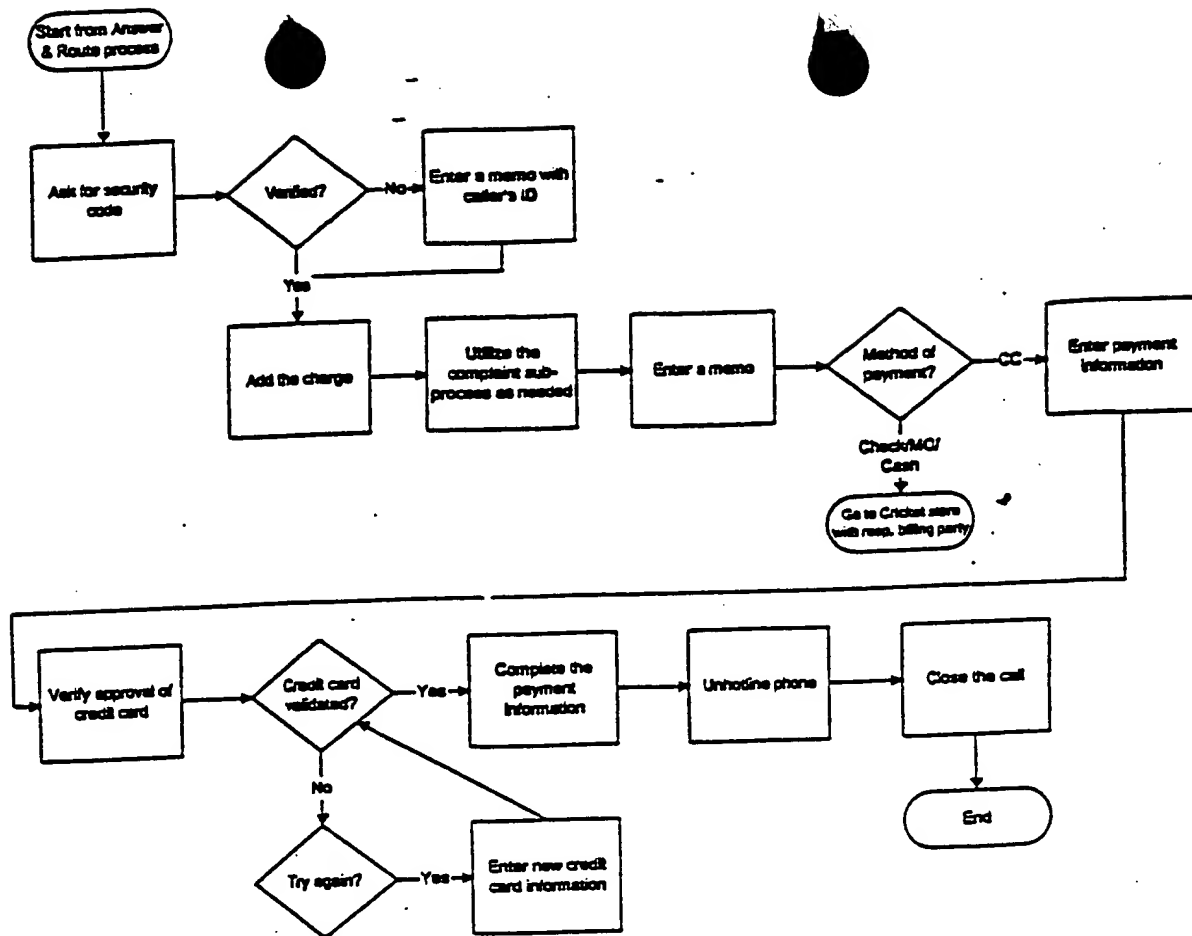 Start from Answer
& Route process
Ask for security
code
Verified?
No
Enter a memo with
caller's ID
Yes
Add the charge
Utilize the
complaint sub-
process as needed
Enter a memo
Method of
payment?
CC
Enter payment
information
Check/MO/
Cash
Go to Cricket store
with resp. billing party
Verify approval of
credit card
Credit card
validated?
Yes
Complete the
payment
information
Unhotline phone
Close the call
No
End
Try again?
Yes
Enter new credit
card information